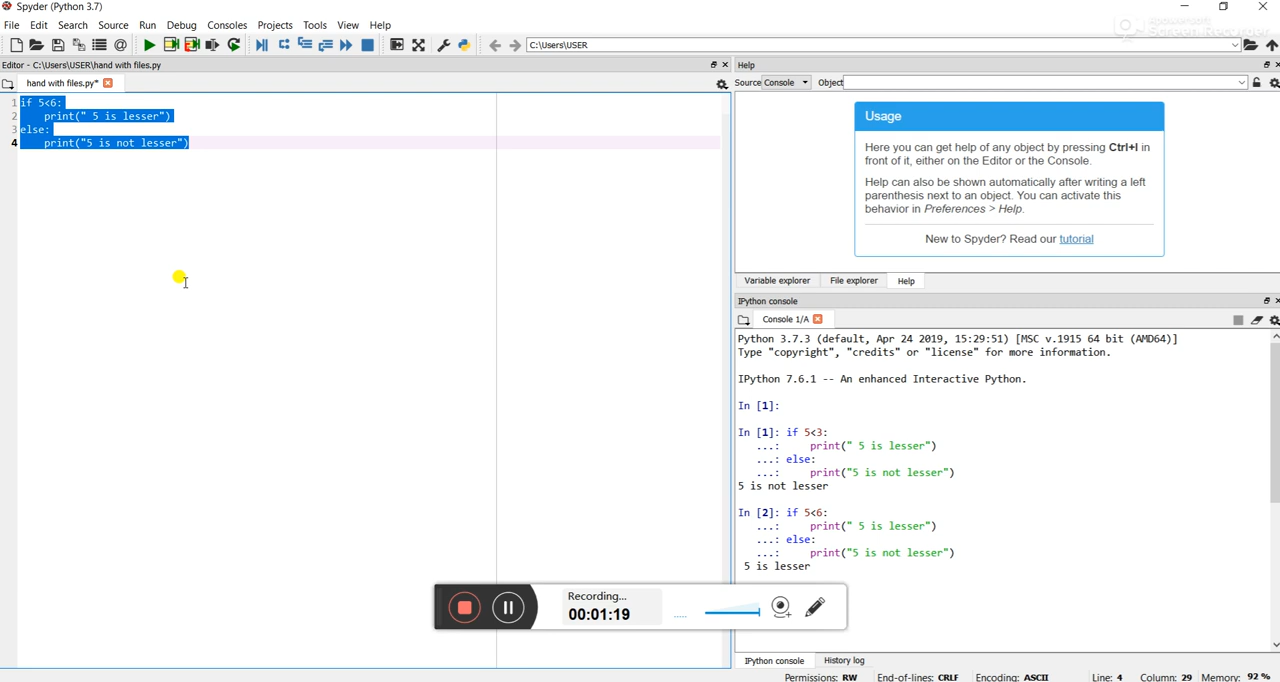 Spyder (Python 3.7)
File Edit Search Source Run Debug Consoles Projects Tools View Help
C:\Users\USER
Apowersoft
Screen Recorder
Editor - C:\Users\USER\hand with files.py
Help
hand with files.py*
Source Console Object
1 if 5<6:
2     print(" 5 is lesser")
3 else:
4     print("5 is not lesser")
Usage
Here you can get help of any object by pressing Ctrl+I in
front of it, either on the Editor or the Console.
Help can also be shown automatically after writing a left
parenthesis next to an object. You can activate this
behavior in Preferences > Help.
New to Spyder? Read our tutorial
Variable explorer File explorer Help
IPython console
Console 1/A
Python 3.7.3 (default, Apr 24 2019, 15:29:51) [MSC v.1915 64 bit (AMD64)]
Type "copyright", "credits" or "license" for more information.
IPython 7.6.1 -- An enhanced Interactive Python.
In [1]:
In [1]: if 5<3:
   ...:     print(" 5 is lesser")
   ...: else:
   ...:     print("5 is not lesser")
5 is not lesser
In [2]: if 5<6:
   ...:     print(" 5 is lesser")
   ...: else:
   ...:     print("5 is not lesser")
 5 is lesser
Recording...
00:01:19
IPython console History log
Permissions: RW End-of-lines: CRLF Encoding: ASCII Line: 4 Column: 29 Memory: 92 %